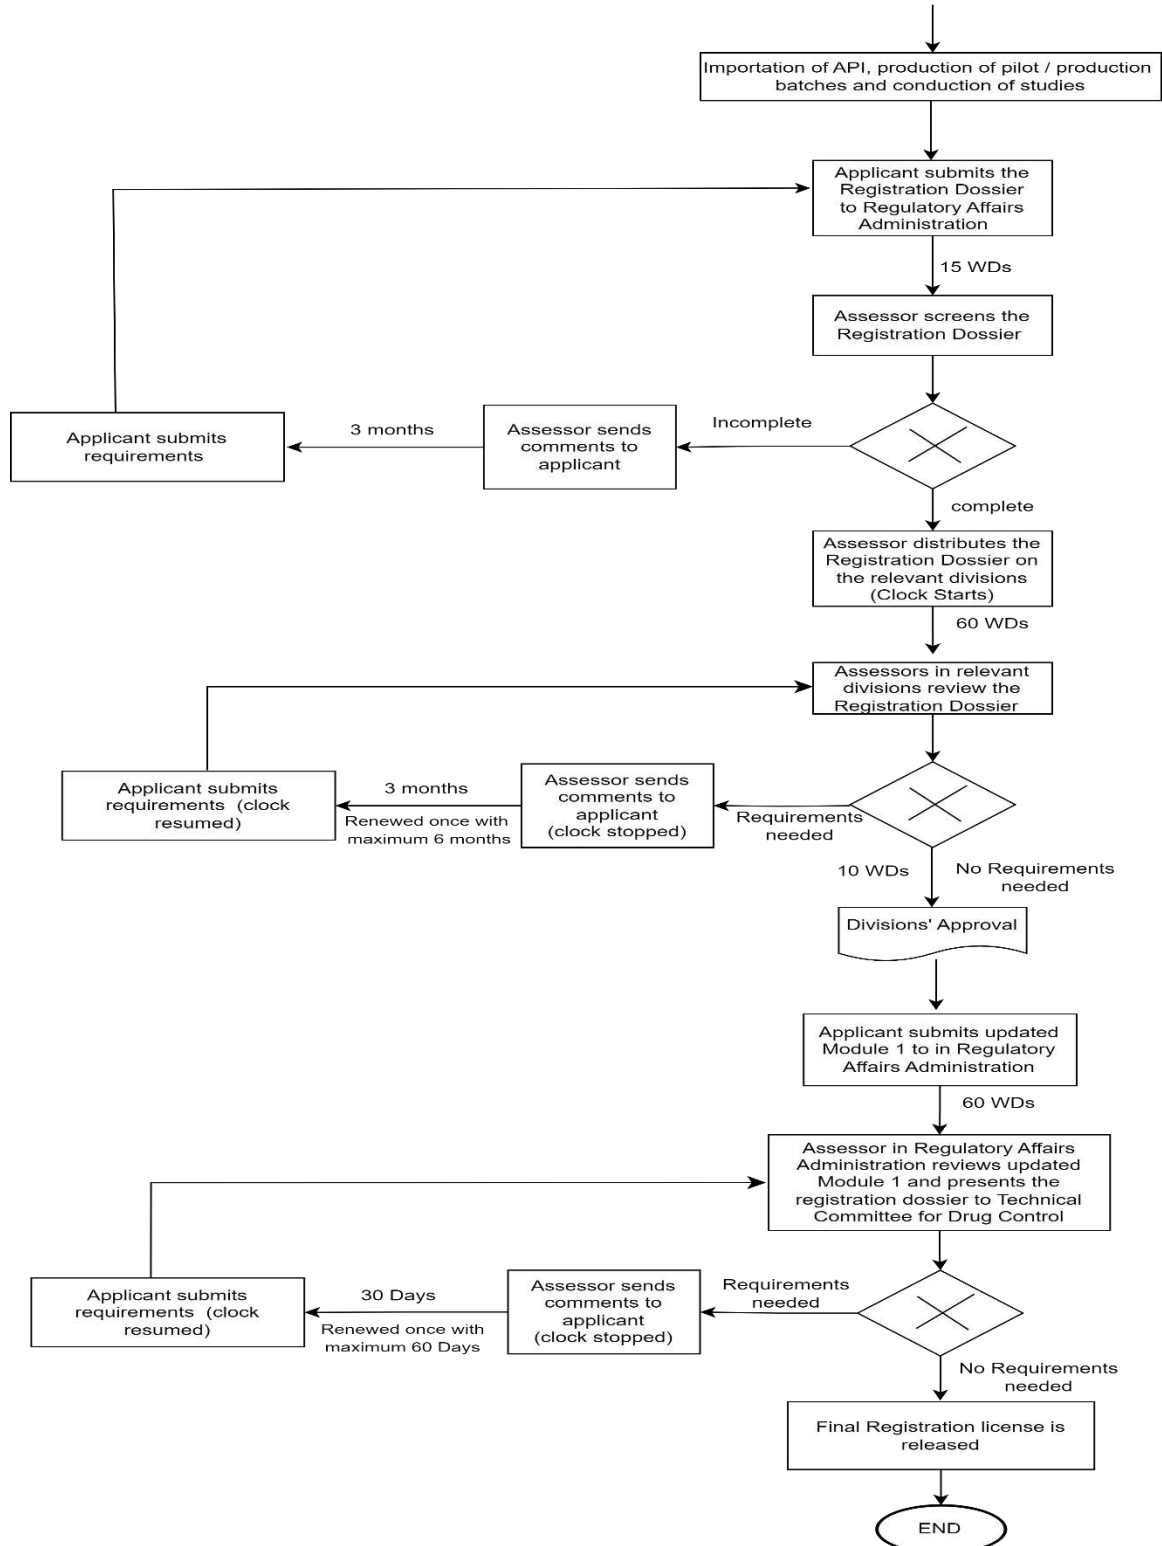 Importation of API, production of pilot / production
batches and conduction of studies
Applicant submits the
Registration Dossier
to Regulatory Affairs
Administration
15 WDs
Assessor screens the
Registration Dossier
Incomplete
Assessor sends
comments to
applicant
3 months
Applicant submits
requirements
complete
Assessor distributes the
Registration Dossier on
the relevant divisions
(Clock Starts)
60 WDs
Assessors in relevant
divisions review the
Registration Dossier
Requirements
needed
Assessor sends
comments to
applicant
(clock stopped)
3 months
Renewed once with
maximum 6 months
Applicant submits
requirements (clock
resumed)
10 WDs
No Requirements
needed
Divisions' Approval
Applicant submits updated
Module 1 to in Regulatory
Affairs Administration
60 WDs
Assessor in Regulatory Affairs
Administration reviews updated
Module 1 and presents the
registration dossier to Technical
Committee for Drug Control
Requirements
needed
Assessor sends
comments to
applicant
(clock stopped)
30 Days
Renewed once with
maximum 60 Days
Applicant submits
requirements (clock
resumed)
No Requirements
needed
Final Registration license is
released
END